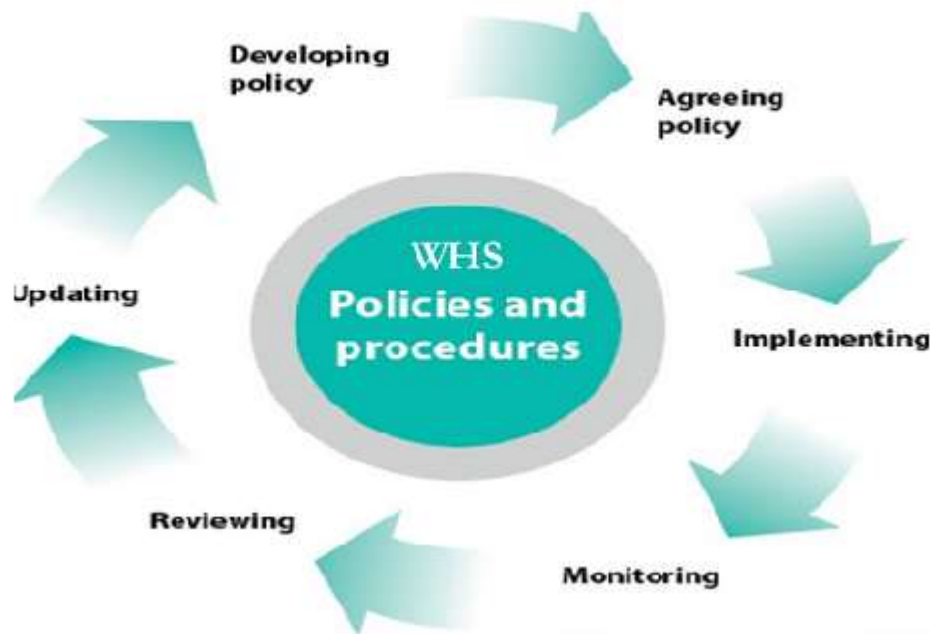 Developing
policy
Agreeing
policy
WHS
Policies and
procedures
Updating
Implementing
Reviewing
Monitoring